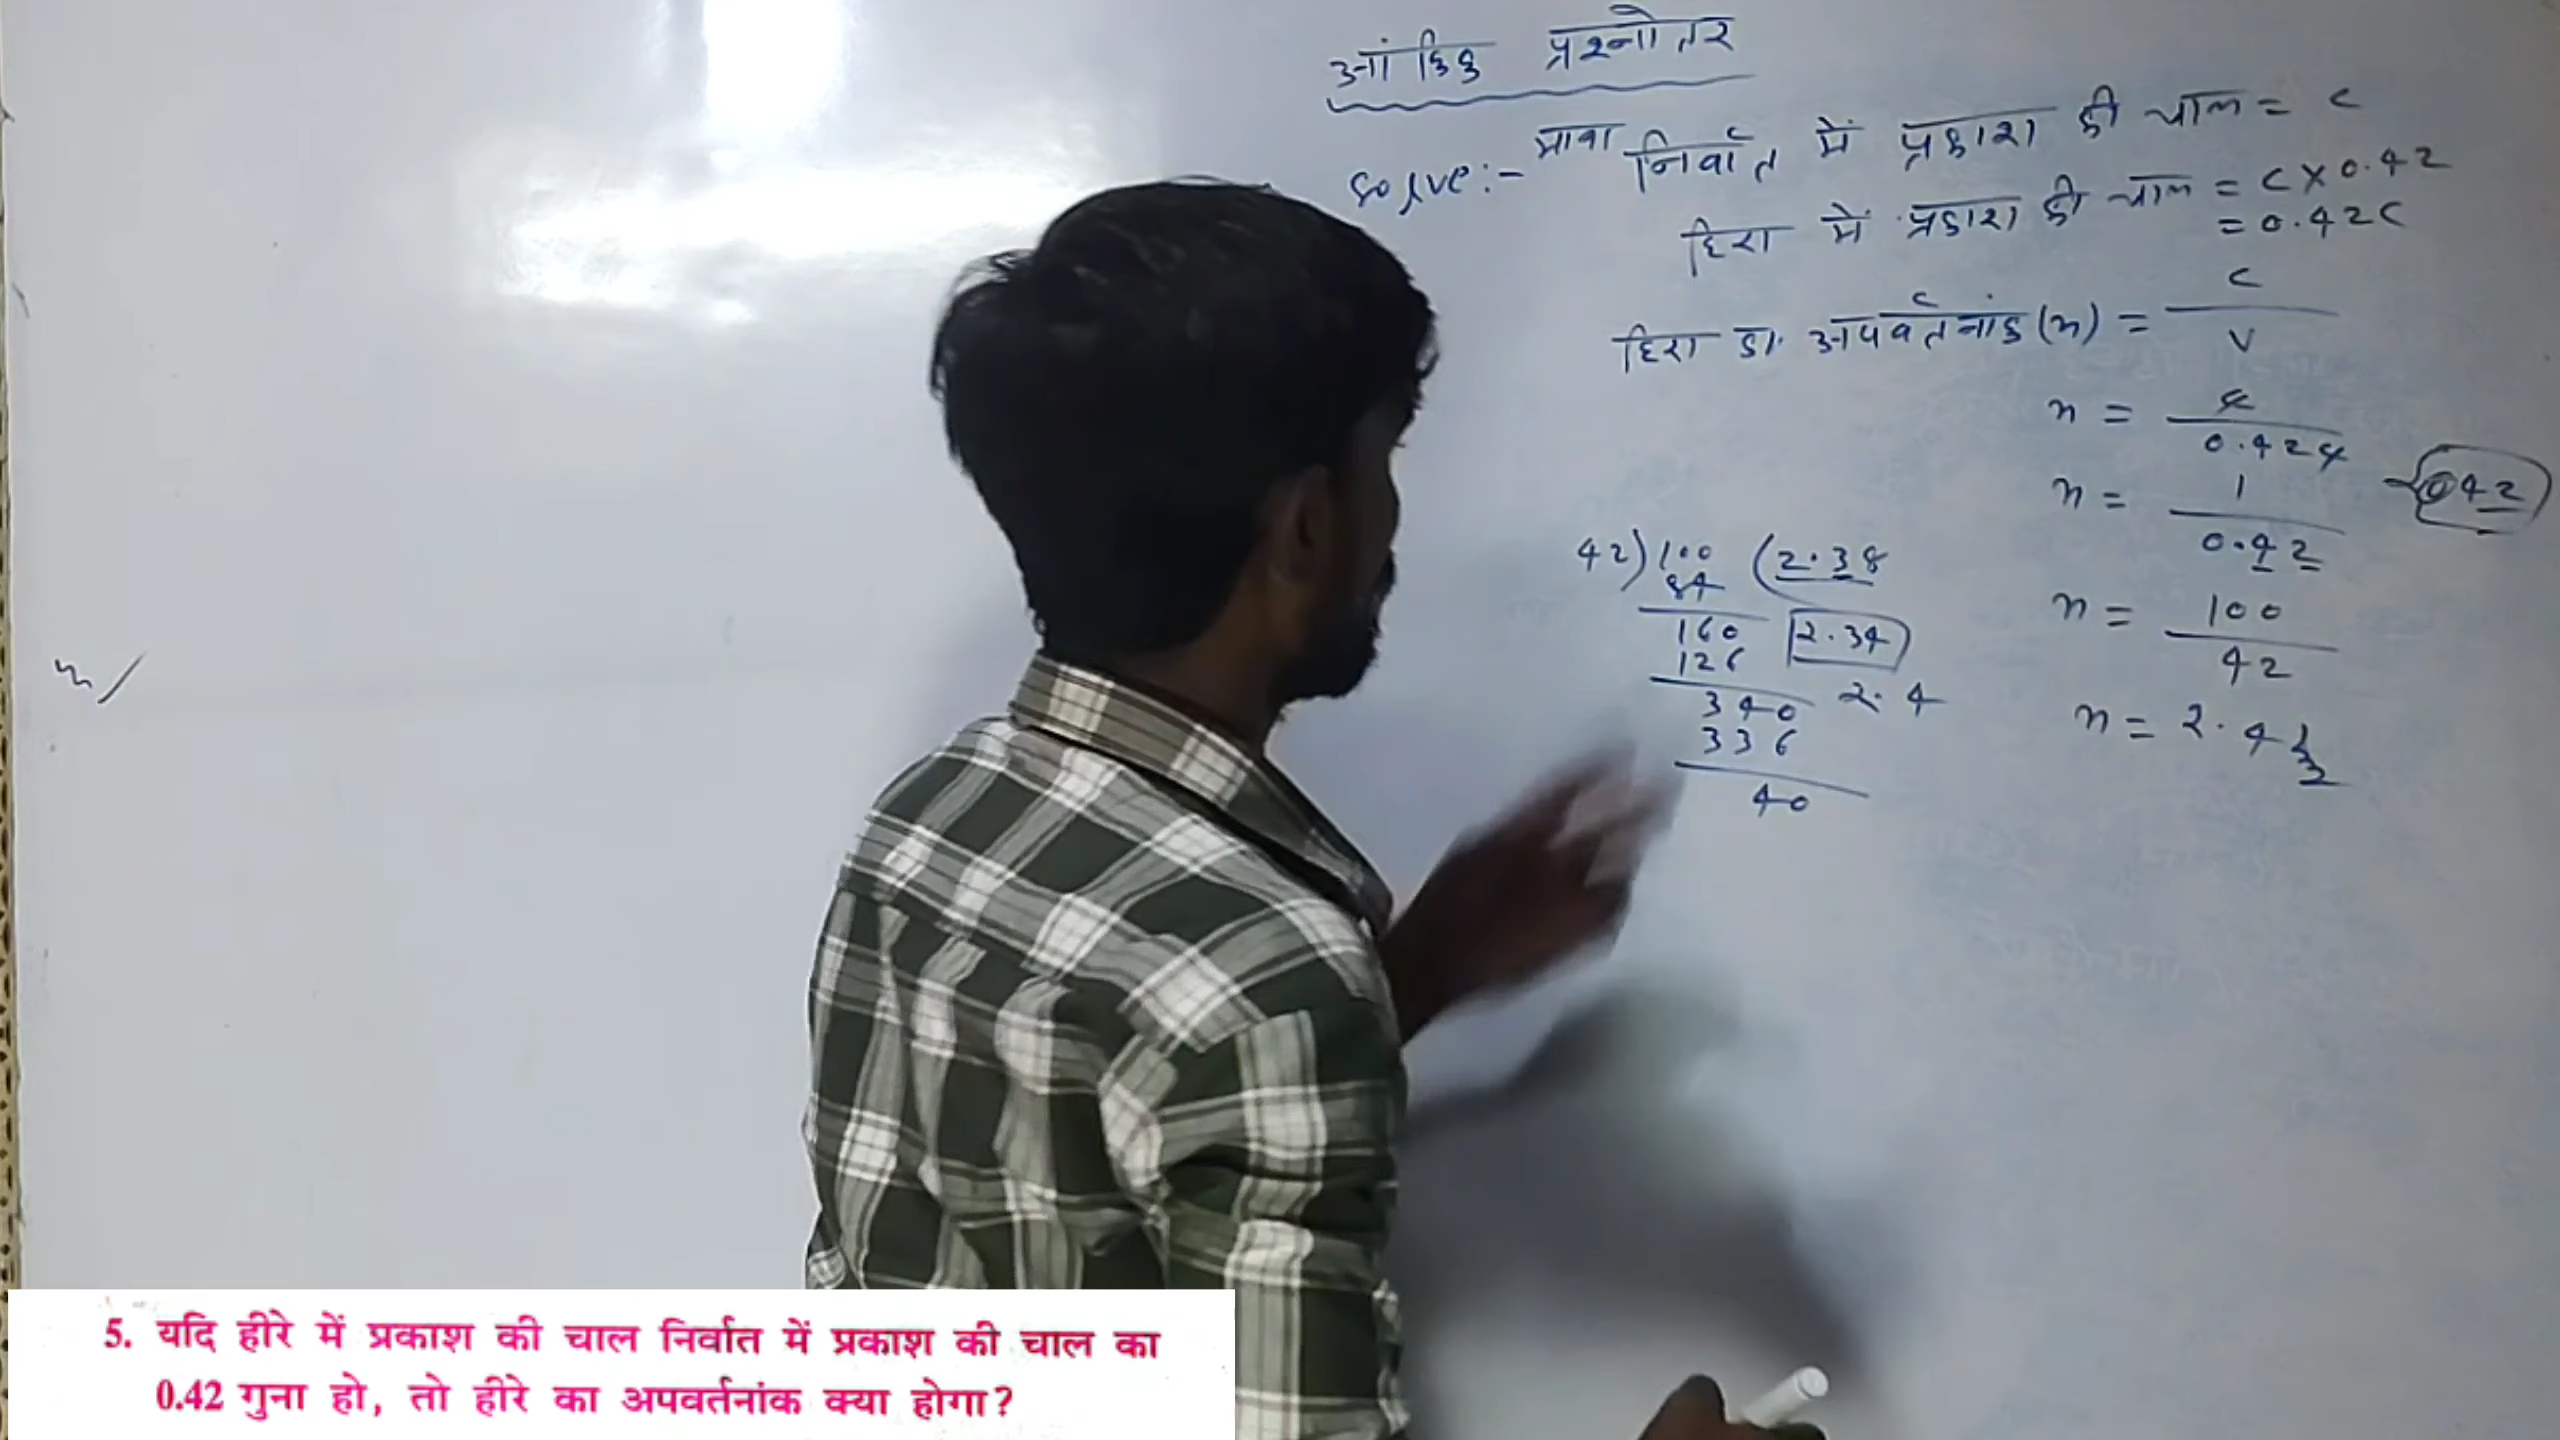 आंकिक प्रश्नोतर
solve:- माना निर्वात में प्रकाश की चाल = c
हिरा में प्रकाश की चाल = c × 0.42
= 0.42c
हिरा का अपवर्तनांक (n) = c
v
n = c
0.42c
n = 1
0.42
042
n = 100
42
n = 2.4
42) 100 (2.38
84
160
126
340
336
40
2.34
2.4
5. यदि हीरे में प्रकाश की चाल निर्वात में प्रकाश की चाल का
0.42 गुना हो, तो हीरे का अपवर्तनांक क्या होगा?